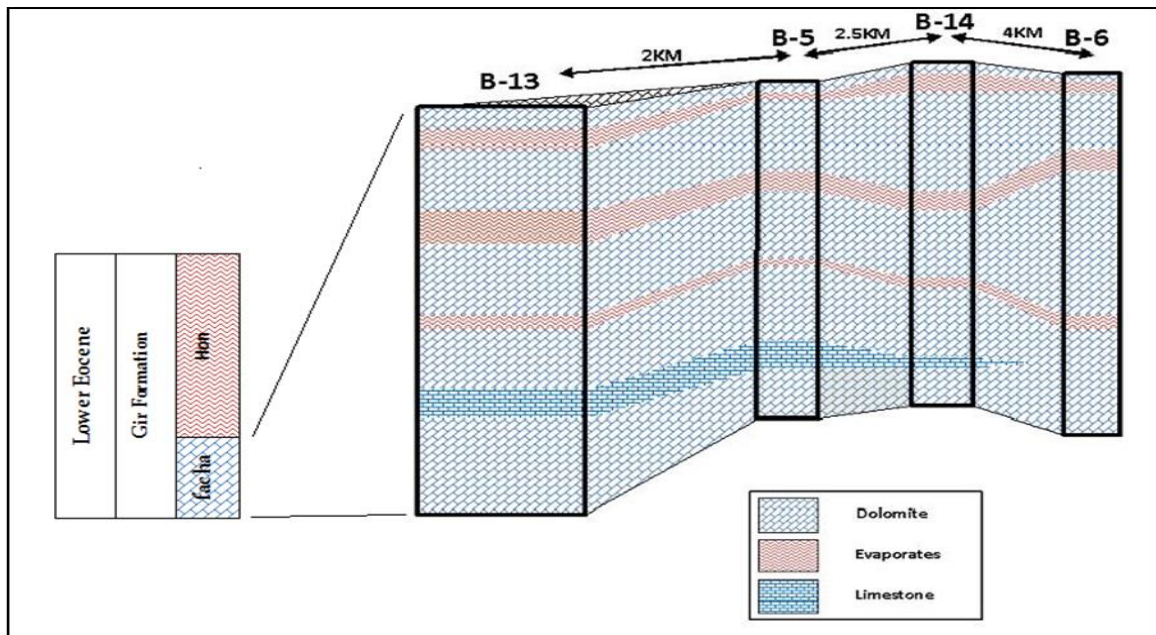 B-13
2KM
B-5
2.5KM
B-14
4KM
B-6
Lower Eocene
Gir Formation
Hon
facha
Dolomite
Evaporates
Limestone